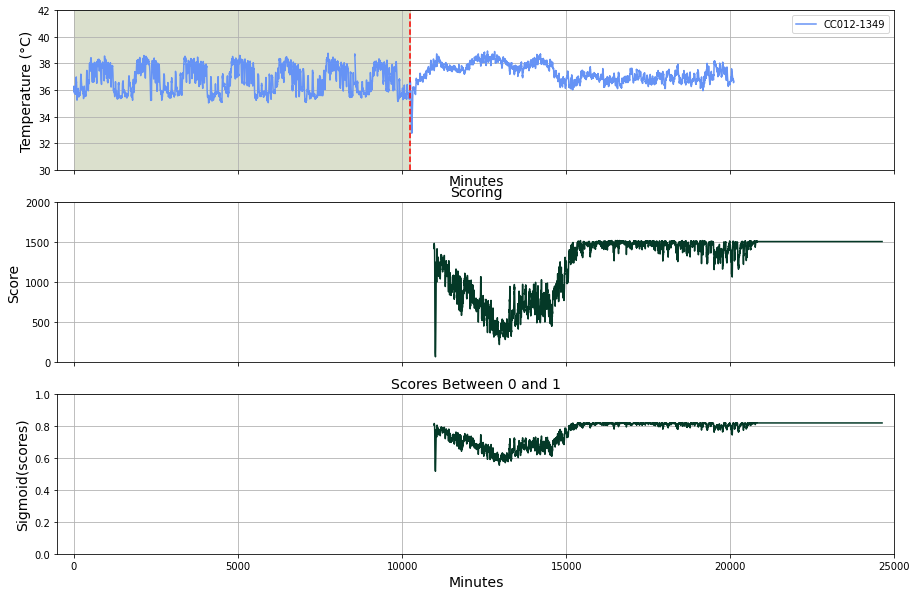 42
40
38
36
34
32
30
Temperature (°C)
CC012-1349
Minutes
Scoring
2000
1500
1000
500
0
Score
Scores Between 0 and 1
1.0
0.8
0.6
0.4
0.2
0.0
Sigmoid(scores)
0 5000 10000 15000 20000 25000
Minutes